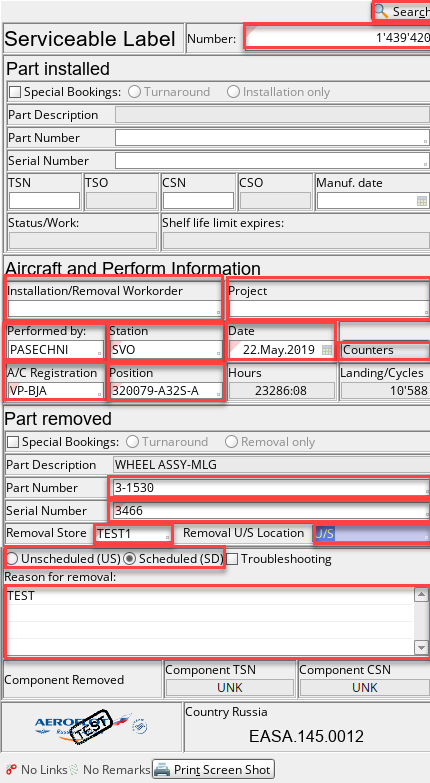 Search
Serviceable Label Number: 1'439'420
Part installed
Special Bookings: Turnaround Installation only
Part Description
Part Number
Serial Number
TSN TSO CSN CSO Manuf. date
Status/Work: Shelf life limit expires:
Aircraft and Perform Information
Installation/Removal Workorder Project
Performed by: Station Date
PASECHNI SVO 22.May.2019 Counters
A/C Registration Position Hours Landing/Cycles
VP-BJA 320079-A32S-A 23286:08 10'588
Part removed
Special Bookings: Turnaround Removal only
Part Description WHEEL ASSY-MLG
Part Number 3-1530
Serial Number 3466
Removal Store TEST1 Removal U/S Location U/S
Unscheduled (US) Scheduled (SD) Troubleshooting
Reason for removal:
TEST
Component Removed Component TSN Component CSN
UNK UNK
TEST
Country Russia
EASA.145.0012
No Links No Remarks Print Screen Shot